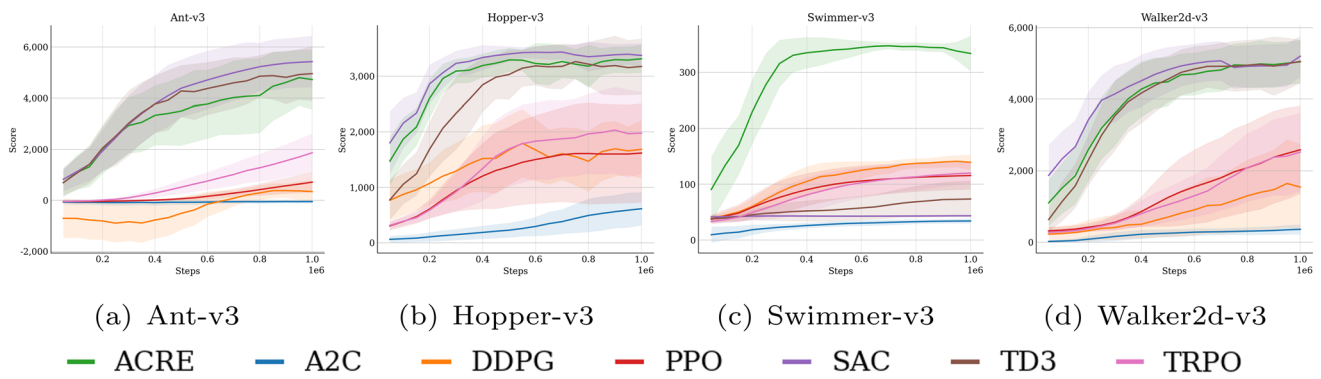 Ant-v3
6,000
4,000
2,000
0
-2,000
Score
0.2 0.4 0.6 0.8 1.0
1e6
Steps
Hopper-v3
3,000
2,000
1,000
0
Score
0.2 0.4 0.6 0.8 1.0
1e6
Steps
Swimmer-v3
300
200
100
0
Score
0.2 0.4 0.6 0.8 1.0
1e6
Steps
Walker2d-v3
6,000
4,000
2,000
0
Score
0.2 0.4 0.6 0.8 1.0
1e6
Steps
(a) Ant-v3
(b) Hopper-v3
(c) Swimmer-v3
(d) Walker2d-v3
ACRE A2C DDPG PPO SAC TD3 TRPO